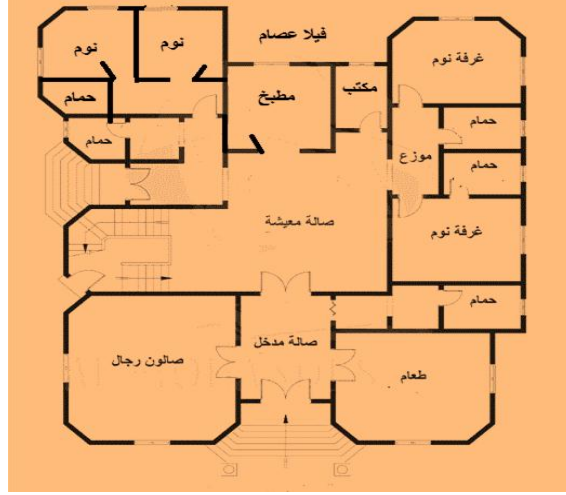 فيلا عصام
نوم
نوم
غرفة نوم
مكتب
مطبخ
حمام
حمام
حمام
موزع
حمام
صالة معيشة
غرفة نوم
حمام
صالة مدخل
صالون رجال
طعام